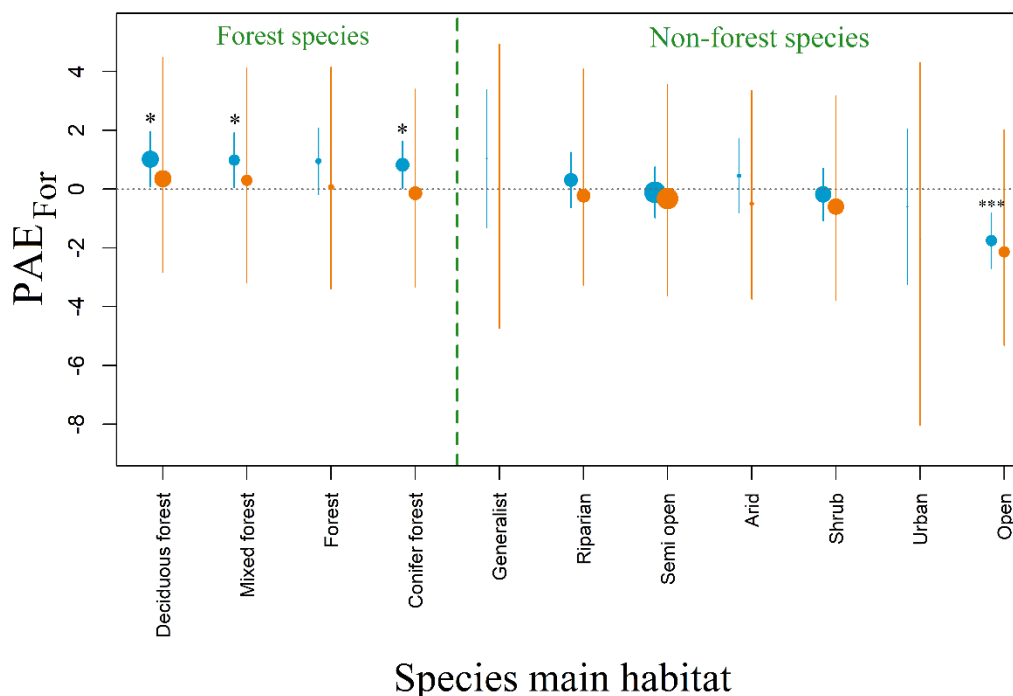 Forest species
Non-forest species
PAE For
4
2
0
-2
-4
-6
-8
*
*
*
***
Deciduous forest
Mixed forest
Forest
Conifer forest
Generalist
Riparian
Semi open
Arid
Shrub
Urban
Open
Species main habitat